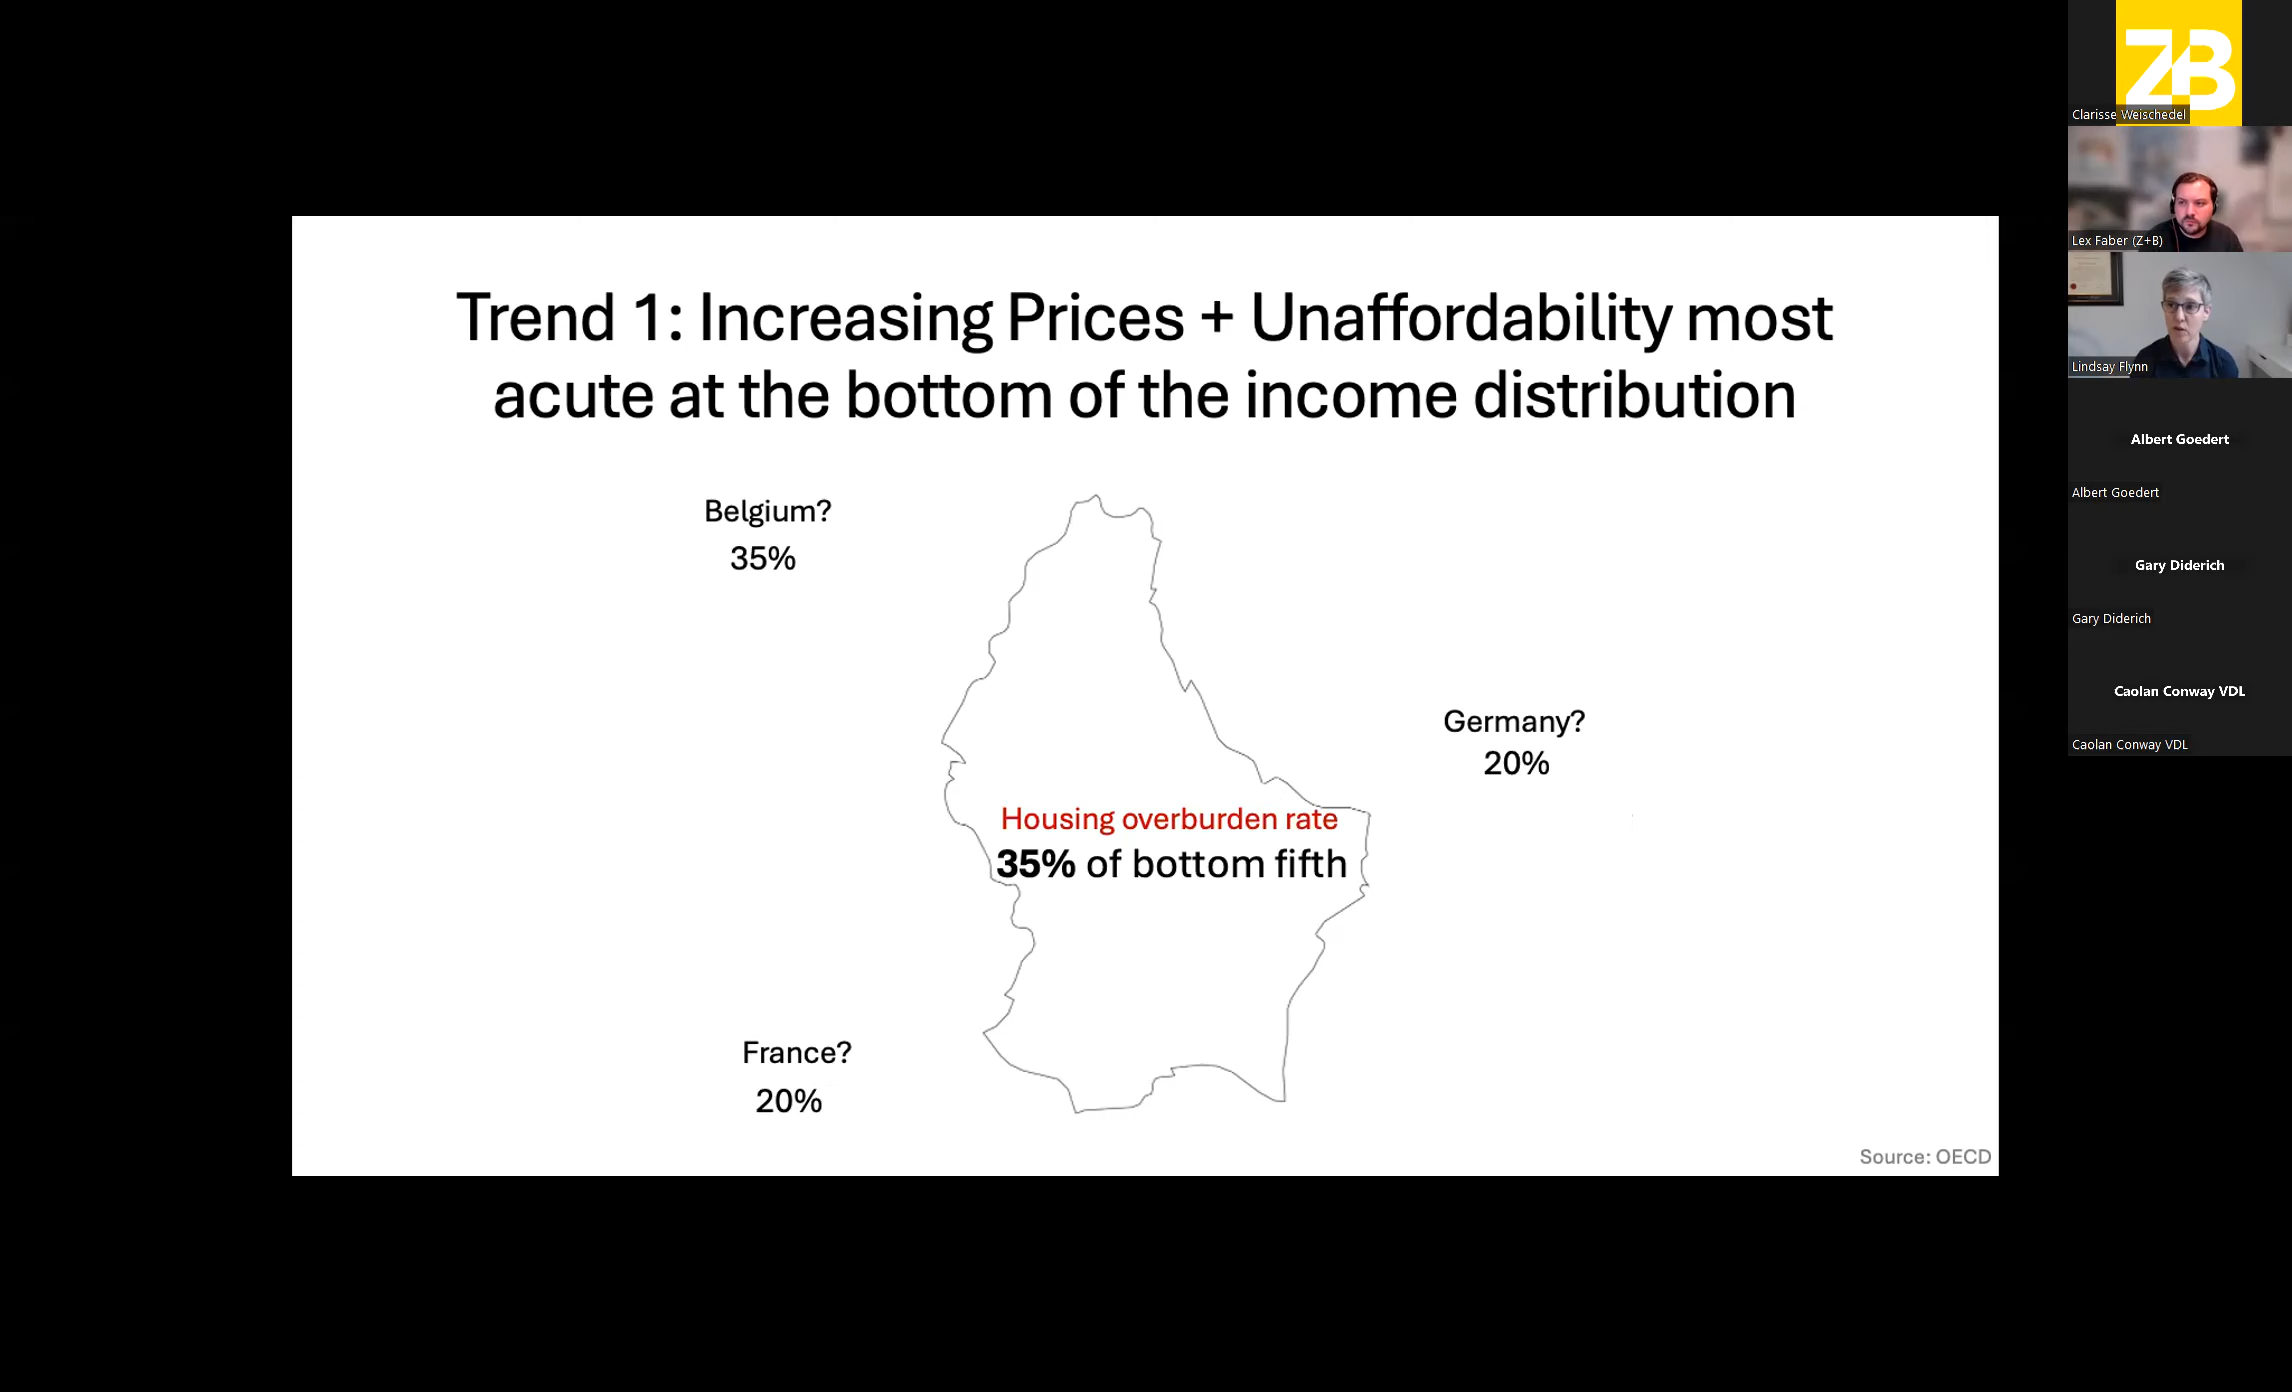 Trend 1: Increasing Prices + Unaffordability most
acute at the bottom of the income distribution
Belgium?
35%
Germany?
20%
Housing overburden rate
35% of bottom fifth
France?
20%
Source: OECD
ZB
Clarisse Weischedel
Lex Faber (Z+B)
Lindsay Flynn
Albert Goedert
Albert Goedert
Gary Diderich
Gary Diderich
Caolan Conway VDL
Caolan Conway VDL